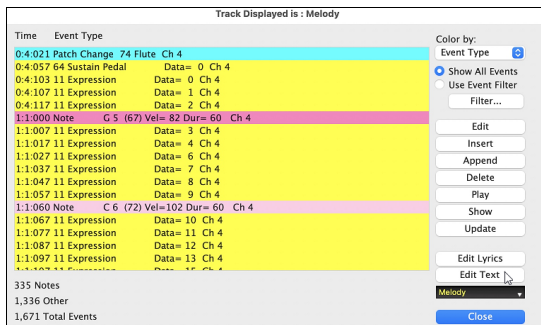 Track Displayed is : Melody
Time Event Type
Color by:
Event Type
0:4:021 Patch Change 74 Flute Ch 4
0:4:057 64 Sustain Pedal Data= 0 Ch 4
0:4:103 11 Expression Data= 0 Ch 4
0:4:107 11 Expression Data= 1 Ch 4
0:4:117 11 Expression Data= 2 Ch 4
1:1:000 Note G 5 (67) Vel= 82 Dur= 60 Ch 4
1:1:007 11 Expression Data= 3 Ch 4
1:1:017 11 Expression Data= 4 Ch 4
1:1:027 11 Expression Data= 6 Ch 4
1:1:037 11 Expression Data= 7 Ch 4
1:1:047 11 Expression Data= 8 Ch 4
1:1:057 11 Expression Data= 9 Ch 4
1:1:060 Note C 6 (72) Vel=102 Dur= 60 Ch 4
1:1:067 11 Expression Data= 10 Ch 4
1:1:077 11 Expression Data= 11 Ch 4
1:1:087 11 Expression Data= 12 Ch 4
1:1:097 11 Expression Data= 13 Ch 4
1:1:107 11 Expression Data= 15 Ch 4
Show All Events
Use Event Filter
Filter...
Edit
Insert
Append
Delete
Play
Show
Update
Edit Lyrics
Edit Text
Melody
Close
335 Notes
1,336 Other
1,671 Total Events